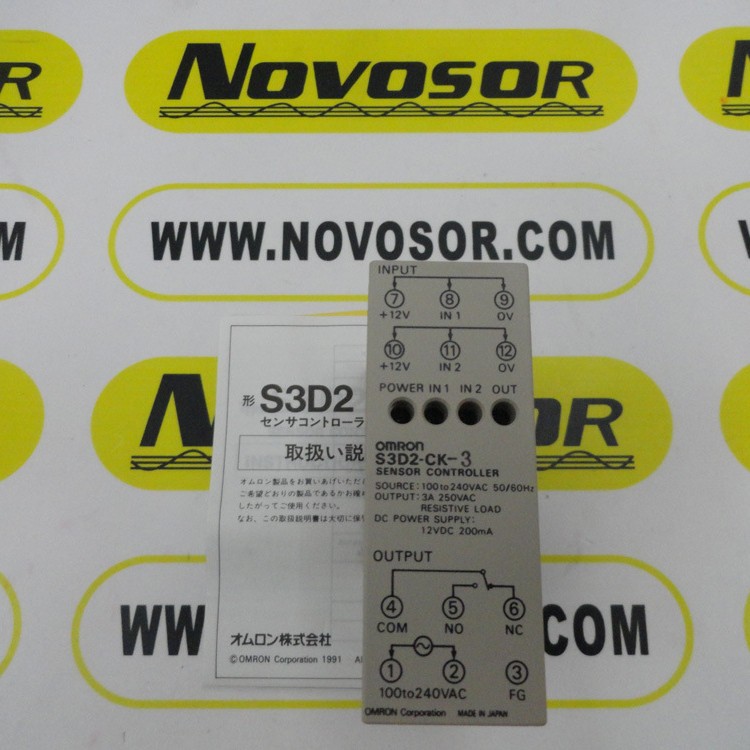 R
NOVOSOR
N
.COM
WWW.NOVOSOR.COM
W
INPUT
7 8 9
+12V IN 1 0V
10 11 12
+12V IN 2 0V
POWER IN 1 IN 2 OUT
OMRON
S3D2-CK-3
SENSOR CONTROLLER
SOURCE: 100 to 240VAC 50/60Hz
OUTPUT: 3A 250VAC
RESISTIVE LOAD
DC POWER SUPPLY:
12VDC 200mA
OUTPUT
4 5 6
COM NO NC
1 2 3
100to240VAC FG
OMRON Corporation MADE IN JAPAN
形 S3D2
センサコントローラ
取扱い説
オムロン製品をお買いあげいただ
ご希望どおりの製品であるかお確
したがってご使用ください。
なお、この取扱説明書は大切に保
オムロン株式会社
©OMRON Corporation 1991
R
SOR
N
OM
WW
.COM